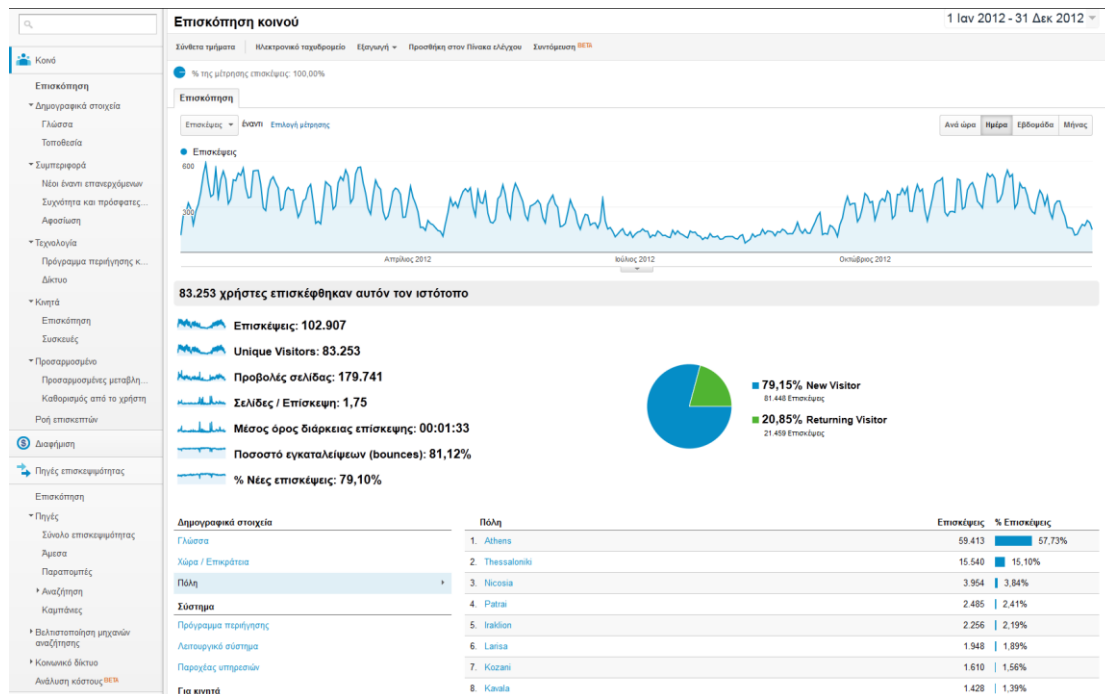 Επισκόπηση κοινού
1 Ιαν 2012 - 31 Δεκ 2012
Σύνθετα τμήματα
Ηλεκτρονικό ταχυδρομείο
Εξαγωγή
Προσθήκη στον Πίνακα ελέγχου
Συντόμευση BETA
Κοινό
Επισκόπηση
Δημογραφικά στοιχεία
Γλώσσα
Τοποθεσία
Συμπεριφορά
Νέοι έναντι επανερχόμενων
Συχνότητα και πρόσφατες...
Αφοσίωση
Τεχνολογία
Πρόγραμμα περιήγησης κ...
Δίκτυο
Κινητά
Επισκόπηση
Συσκευές
Προσαρμοσμένο
Προσαρμοσμένες μεταβλη...
Καθορισμός από το χρήστη
Ροή επισκεπτών
Διαφήμιση
Πηγές επισκεψιμότητας
Επισκόπηση
Πηγές
Σύνολο επισκεψιμότητας
Άμεσα
Παραπομπές
Αναζήτηση
Καμπάνιες
Βελτιστοποίηση μηχανών
αναζήτησης
Κοινωνικό δίκτυο
Ανάλυση κόστους BETA
% της μέτρησης επισκέψεις: 100,00%
Επισκόπηση
Επισκέψεις έναντι Επιλογή μέτρησης
Ανά ώρα Ημέρα Εβδομάδα Μήνας
Επισκέψεις
600
300
Απρίλιος 2012 Ιούλιος 2012 Οκτώβριος 2012
83.253 χρήστες επισκέφθηκαν αυτόν τον ιστότοπο
Επισκέψεις: 102.907
Unique Visitors: 83.253
Προβολές σελίδας: 179.741
Σελίδες / Επίσκεψη: 1,75
Μέσος όρος διάρκειας επίσκεψης: 00:01:33
Ποσοστό εγκαταλείψεων (bounces): 81,12%
% Νέες επισκέψεις: 79,10%
79,15% New Visitor
81.448 Επισκέψεις
20,85% Returning Visitor
21.459 Επισκέψεις
Δημογραφικά στοιχεία
Γλώσσα
Χώρα / Επικράτεια
Πόλη
Σύστημα
Πρόγραμμα περιήγησης
Λειτουργικό σύστημα
Παροχέας υπηρεσιών
Για κινητά
Πόλη Επισκέψεις % Επισκέψεις
1. Athens 59.413 57,73%
2. Thessaloniki 15.540 15,10%
3. Nicosia 3.954 3,84%
4. Patrai 2.485 2,41%
5. Iraklion 2.256 2,19%
6. Larisa 1.948 1,89%
7. Kozani 1.610 1,56%
8. Kavala 1.428 1,39%